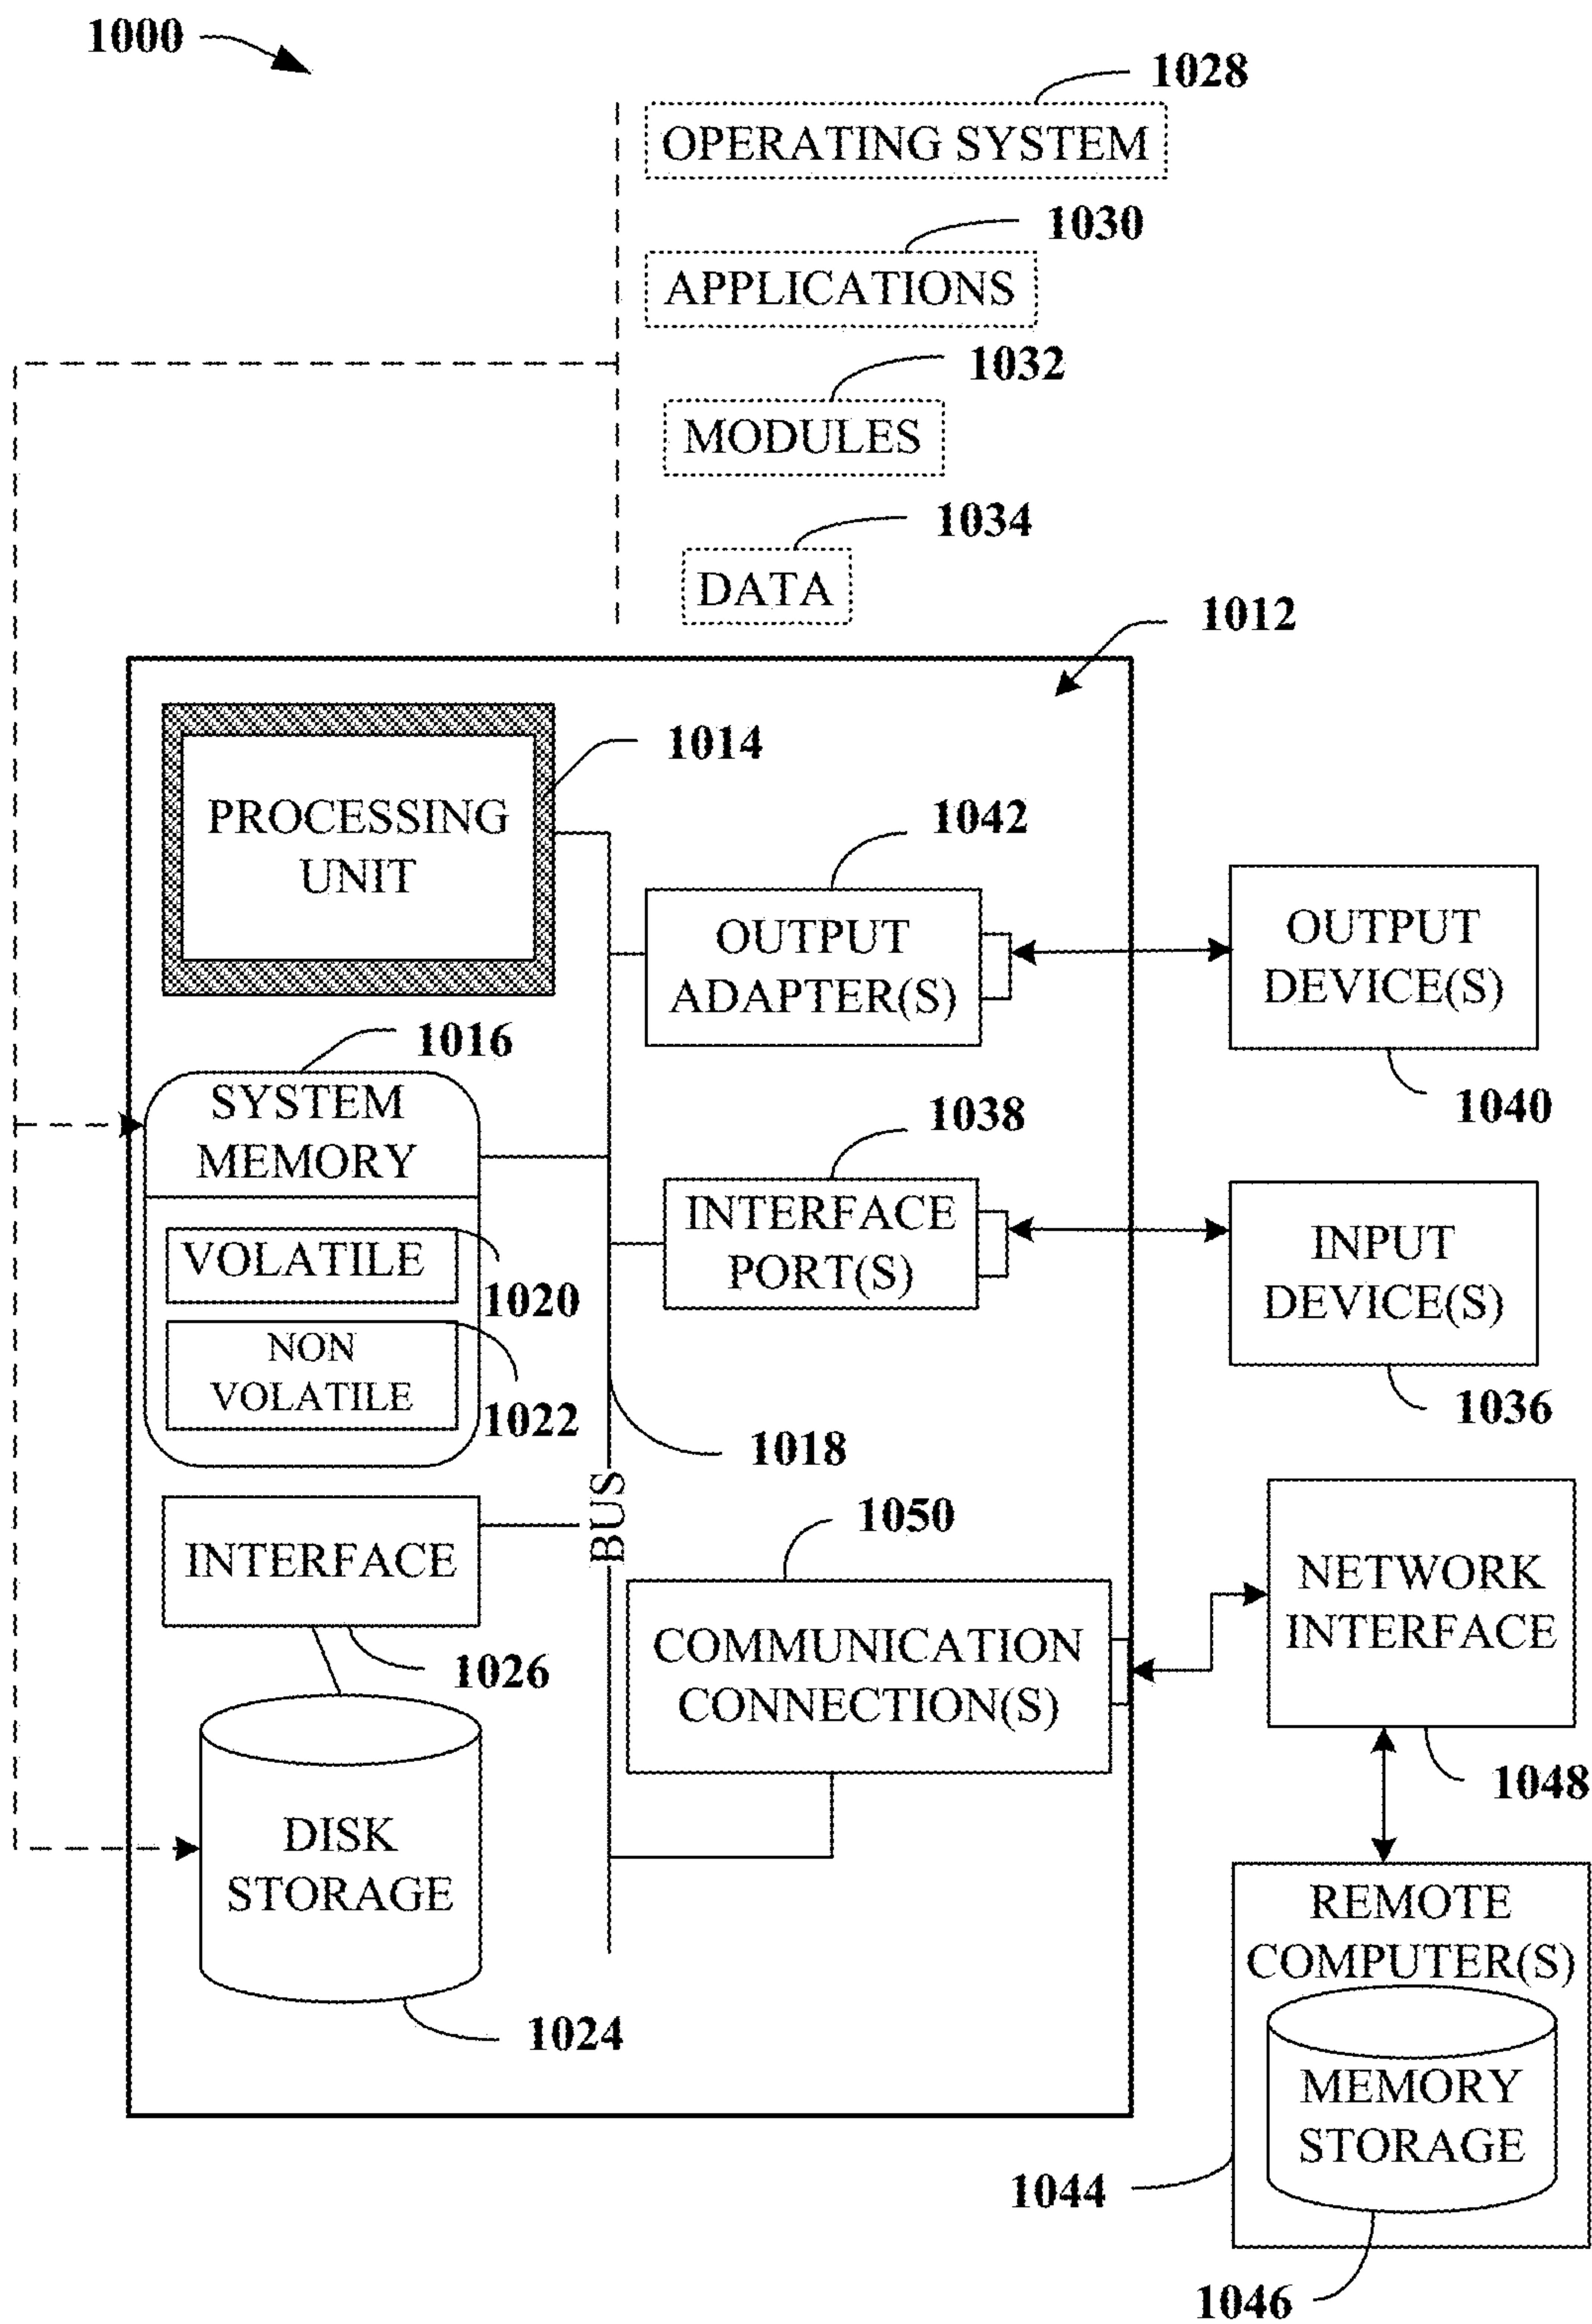 1000
1028
OPERATING SYSTEM
1030
APPLICATIONS
1032
MODULES
1034
DATA
1012
1014
PROCESSING
UNIT
1042
OUTPUT
ADAPTER(S)
OUTPUT
DEVICE(S)
1040
1016
SYSTEM
MEMORY
VOLATILE
1020
NON
VOLATILE
1022
1038
INTERFACE
PORT(S)
INPUT
DEVICE(S)
1036
1018
BUS
INTERFACE
1026
1050
COMMUNICATION
CONNECTION(S)
NETWORK
INTERFACE
1048
DISK
STORAGE
1024
REMOTE
COMPUTER(S)
MEMORY
STORAGE
1044
1046